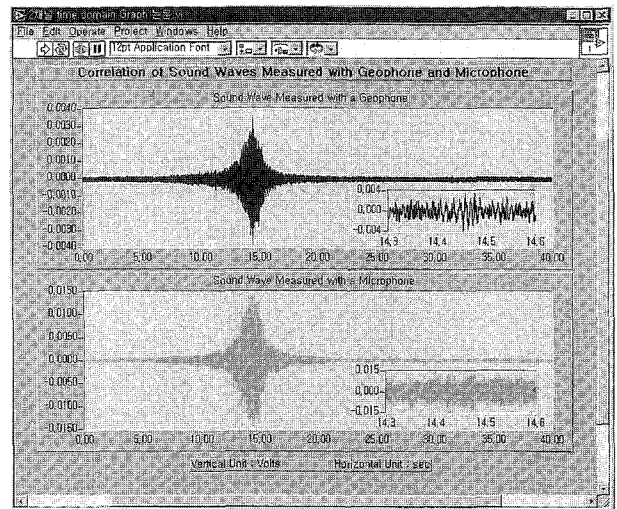 time domain Graph
File Edit Operate Project Windows Help
12pt Application Font
Correlation of Sound Waves Measured with Geophone and Microphone
Sound Wave Measured with a Geophone
0.0040
0.0030
0.0020
0.0010
0.0000
-0.0010
-0.0020
-0.0030
-0.0040
0.004
0.000
-0.004
14.3 14.4 14.5 14.6
0.00 5.00 10.00 15.00 20.00 25.00 30.00 35.00 40.00
Sound Wave Measured with a Microphone
0.0150
0.0100
0.0050
0.0000
-0.0050
-0.0100
-0.0150
0.015
0.000
-0.015
14.3 14.4 14.5 14.6
0.00 5.00 10.00 15.00 20.00 25.00 30.00 35.00 40.00
Vertical Unit : Volts Horizontal Unit : sec